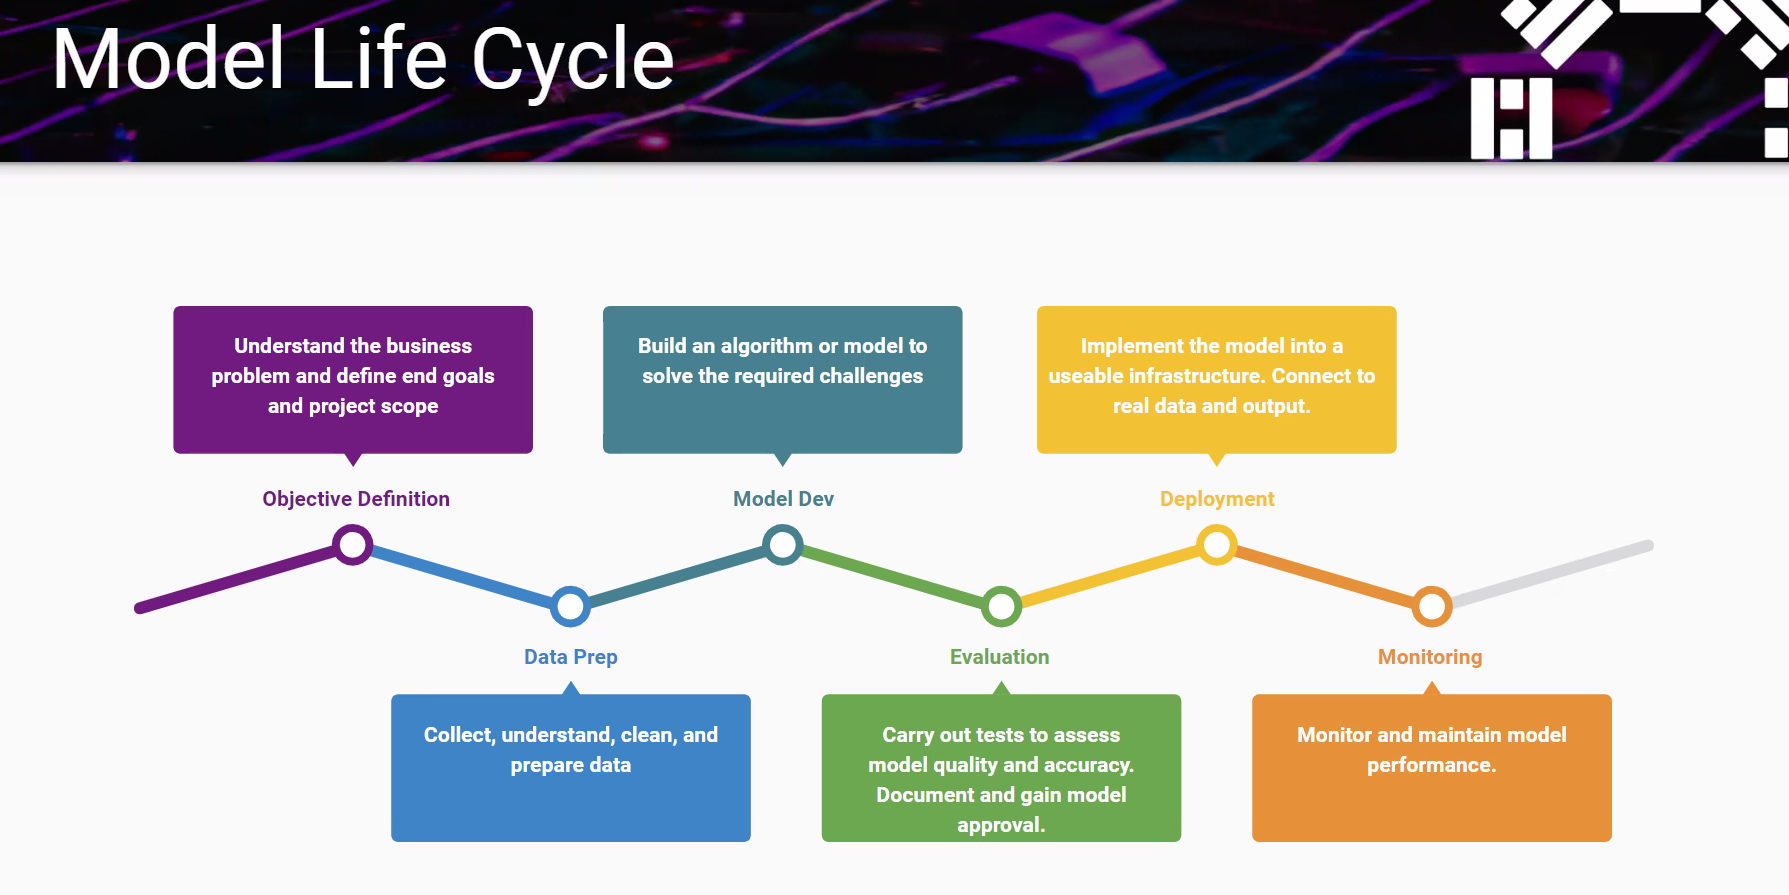 Model Life Cycle
Understand the business
problem and define end goals
and project scope
Objective Definition
Build an algorithm or model to
solve the required challenges
Model Dev
Implement the model into a
useable infrastructure. Connect to
real data and output.
Deployment
Data Prep
Collect, understand, clean, and
prepare data
Evaluation
Carry out tests to assess
model quality and accuracy.
Document and gain model
approval.
Monitoring
Monitor and maintain model
performance.